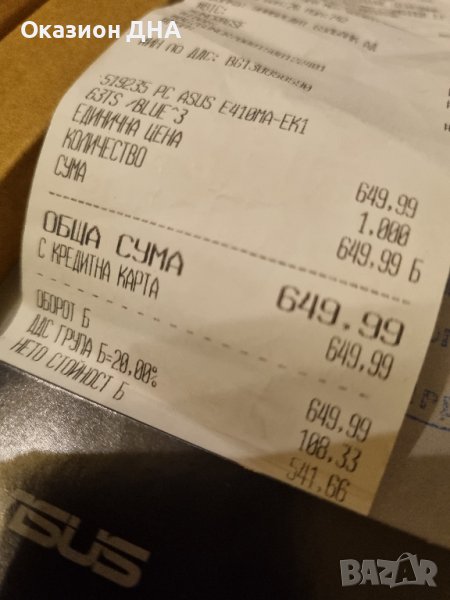 Оказион ДНА
519235 PC ASUS E410MA-EK1
63TS /BLUE^3
ЕДИНИЧНА ЦЕНА 649.99
КОЛИЧЕСТВО 1.000
СУМА 649.99 Б
ОБЩА СУМА 649.99
С КРЕДИТНА КАРТА 649.99
ОБОРОТ Б 649.99
ДДС ГРУПА Б=20.00% 108.33
НЕТО СТОЙНОСТ Б 541.66
ASUS
BAZAR